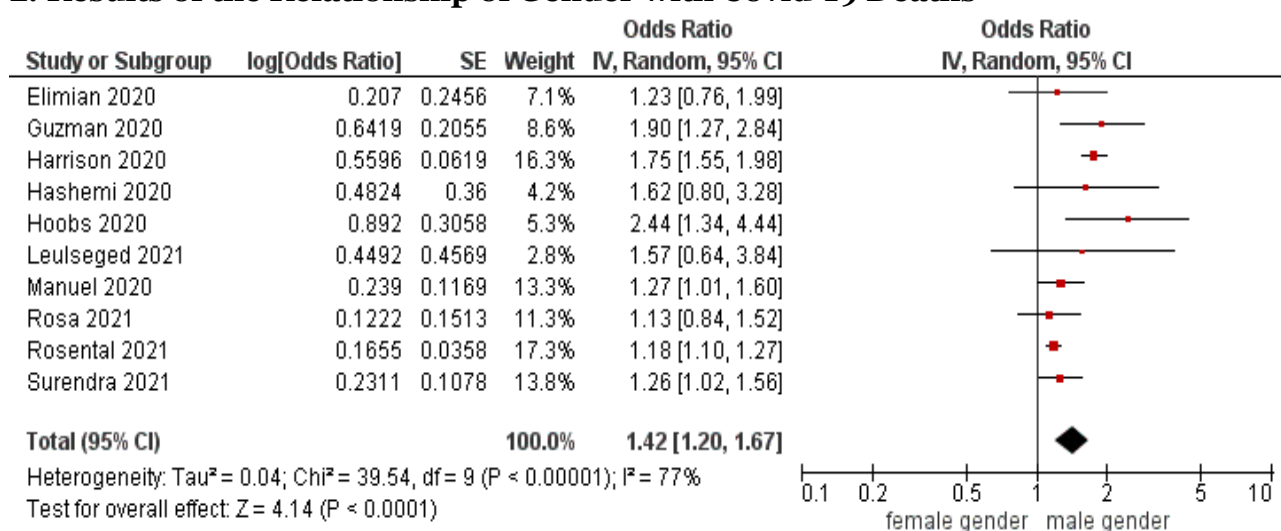 Odds Ratio Odds Ratio
Study or Subgroup log[Odds Ratio] SE Weight IV, Random, 95% CI IV, Random, 95% CI
Elimian 2020 0.207 0.2456 7.1% 1.23 [0.76, 1.99]
Guzman 2020 0.6419 0.2055 8.6% 1.90 [1.27, 2.84]
Harrison 2020 0.5596 0.0619 16.3% 1.75 [1.55, 1.98]
Hashemi 2020 0.4824 0.36 4.2% 1.62 [0.80, 3.28]
Hoobs 2020 0.892 0.3058 5.3% 2.44 [1.34, 4.44]
Leulseged 2021 0.4492 0.4569 2.8% 1.57 [0.64, 3.84]
Manuel 2020 0.239 0.1169 13.3% 1.27 [1.01, 1.60]
Rosa 2021 0.1222 0.1513 11.3% 1.13 [0.84, 1.52]
Rosental 2021 0.1655 0.0358 17.3% 1.18 [1.10, 1.27]
Surendra 2021 0.2311 0.1078 13.8% 1.26 [1.02, 1.56]
Total (95% CI) 100.0% 1.42 [1.20, 1.67]
Heterogeneity: Tau² = 0.04; Chi² = 39.54, df = 9 (P < 0.00001); I² = 77%
Test for overall effect: Z = 4.14 (P < 0.0001)
0.1 0.2 0.5 1 2 5 10
female gender male gender